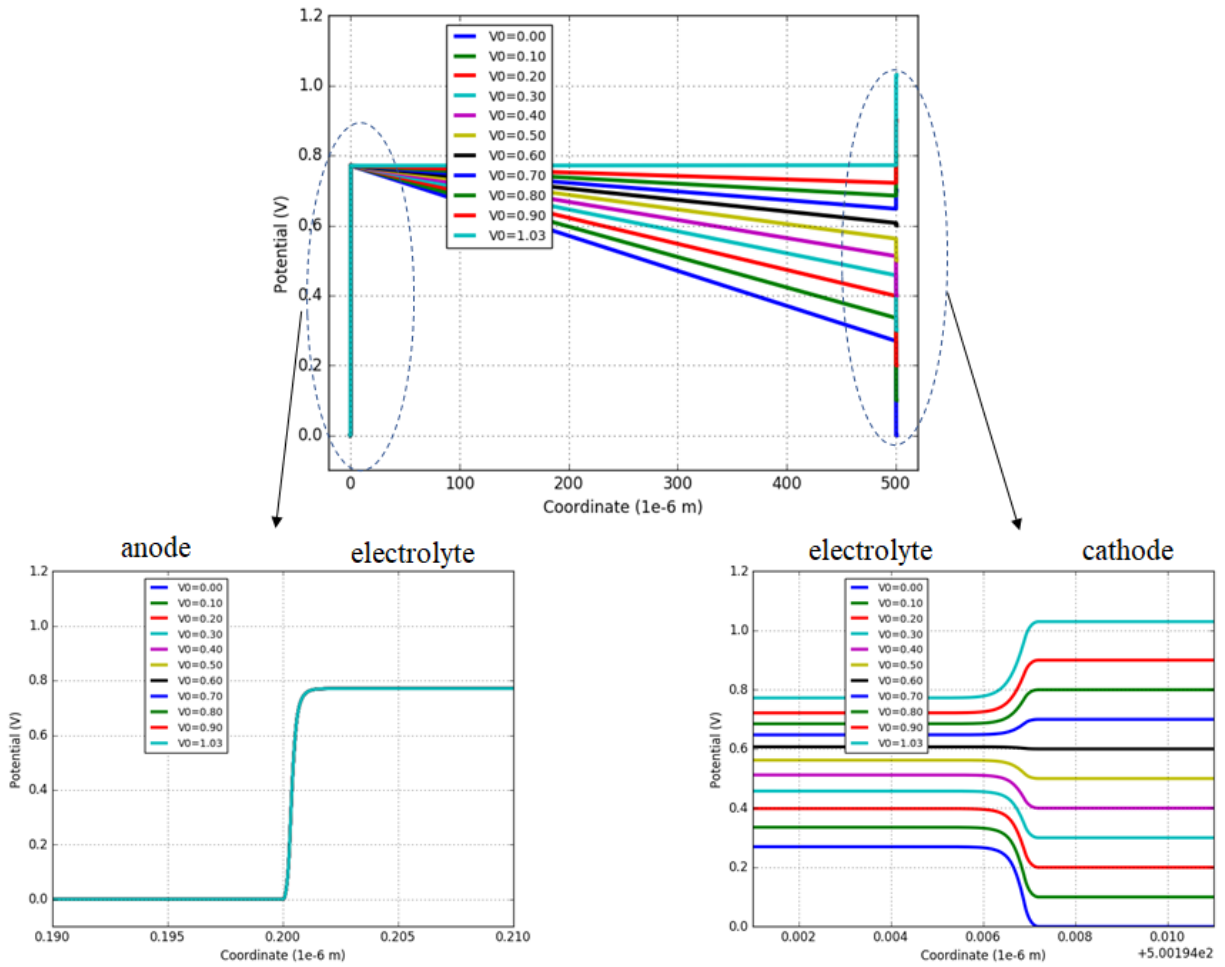 1.2
V0=0.00
V0=0.10
V0=0.20
V0=0.30
V0=0.40
V0=0.50
V0=0.60
V0=0.70
V0=0.80
V0=0.90
V0=1.03
1.0
0.8
0.6
0.4
0.2
0.0
Potential (V)
0 100 200 300 400 500
Coordinate (1e-6 m)
anode electrolyte
1.2
V0=0.00
V0=0.10
V0=0.20
V0=0.30
V0=0.40
V0=0.50
V0=0.60
V0=0.70
V0=0.80
V0=0.90
V0=1.03
1.0
0.8
0.6
0.4
0.2
0.0
Potential (V)
0.190 0.195 0.200 0.205 0.210
Coordinate (1e-6 m)
electrolyte cathode
1.2
V0=0.00
V0=0.10
V0=0.20
V0=0.30
V0=0.40
V0=0.50
V0=0.60
V0=0.70
V0=0.80
V0=0.90
V0=1.03
1.0
0.8
0.6
0.4
0.2
0.0
Potential (V)
0.002 0.004 0.006 0.008 0.010
Coordinate (1e-6 m) +5.00194e2